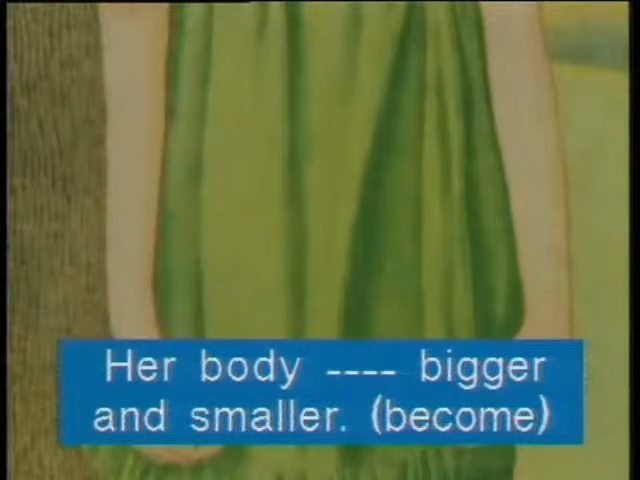 Her body ---- bigger
and smaller. (become)